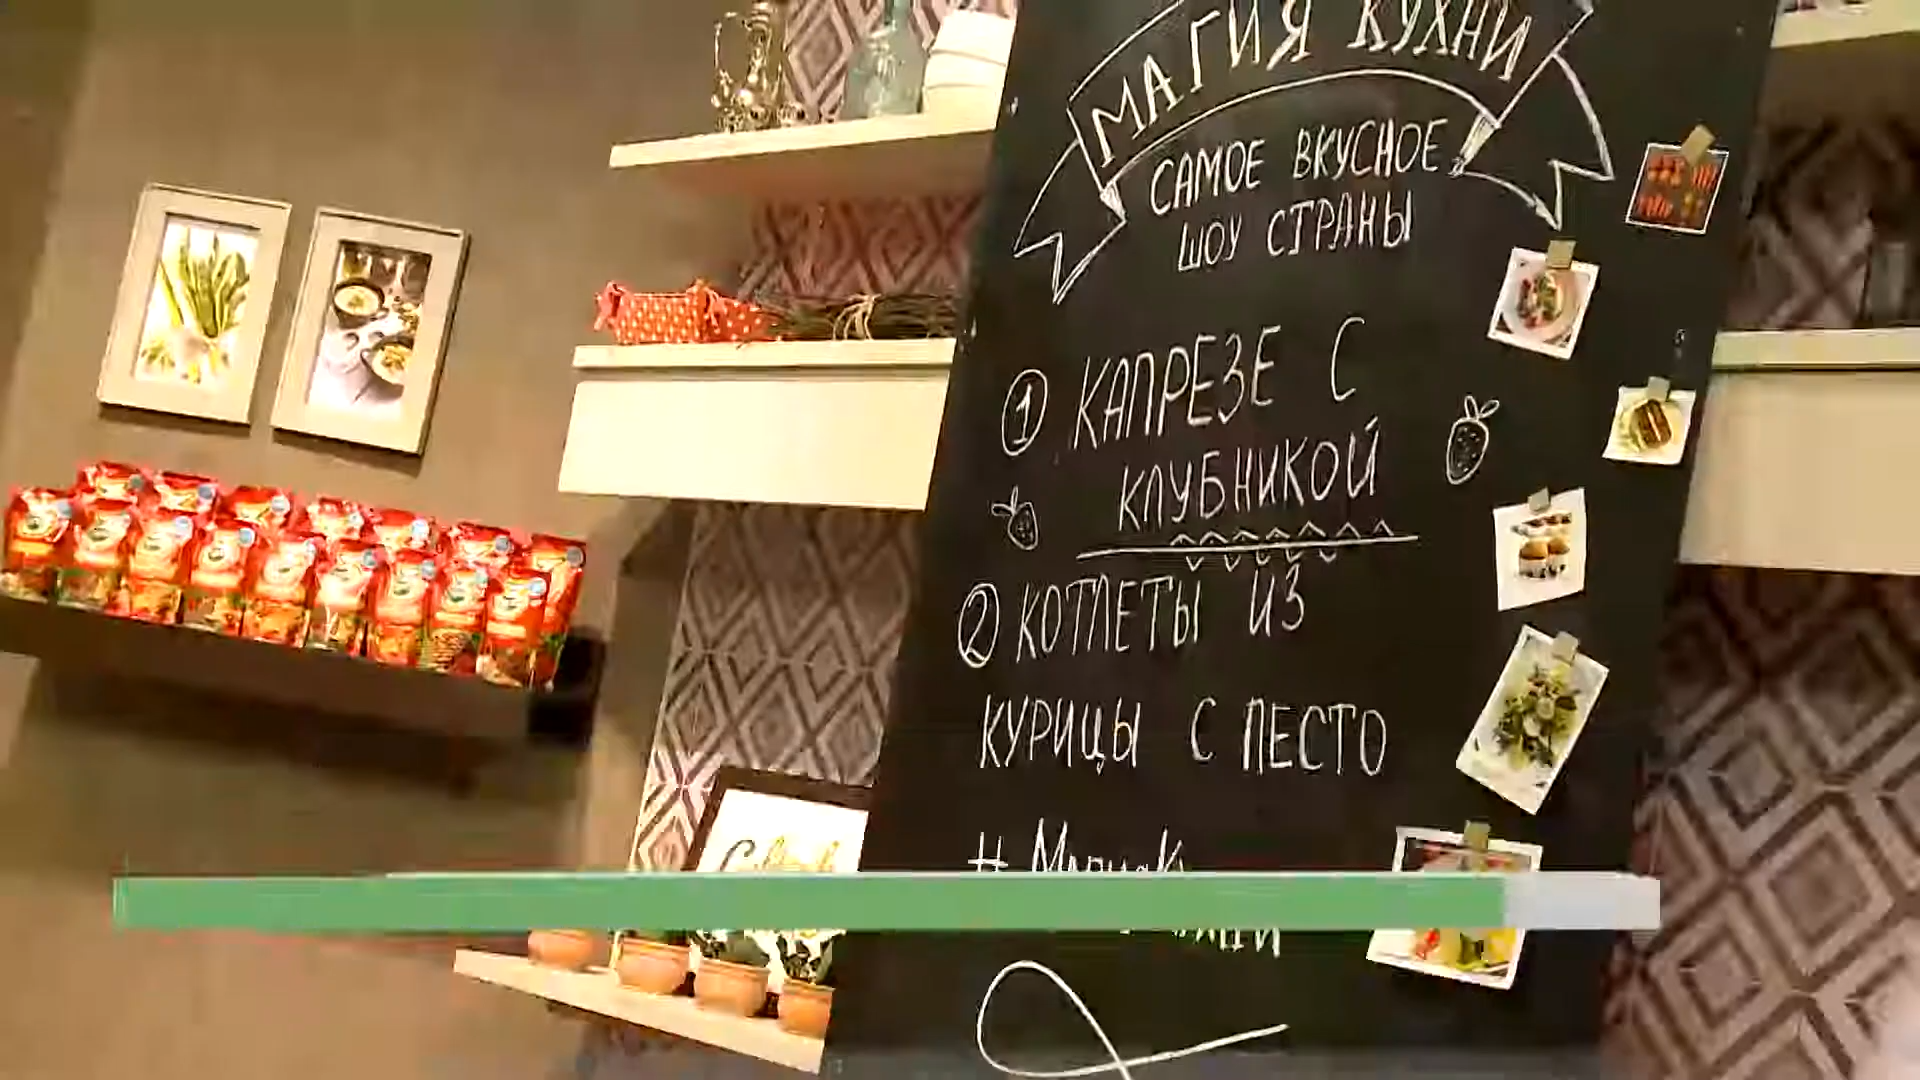 МАГИЯ КУХНИ
САМОЕ ВКУСНОЕ
ШОУ СТРАНЫ
1 КАПРЕЗЕ С
КЛУБНИКОЙ
2 КОТЛЕТЫ ИЗ
КУРИЦЫ С ПЕСТО